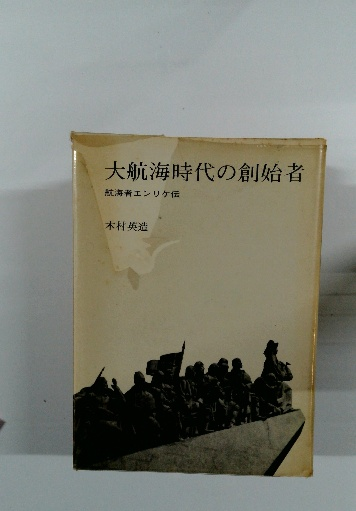 大航海時代の創始者
航海者エンリケ伝
木村英造